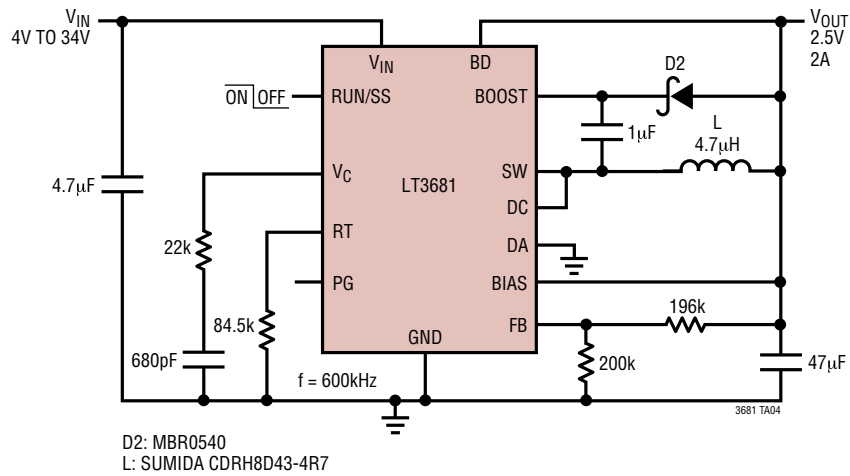 VIN
4V TO 34V
VOUT
2.5V
2A
VIN
BD
D2
ON OFF
RUN/SS
BOOST
L
4.7µH
1µF
4.7µF
VC
LT3681
SW
DC
RT
DA
22k
PG
BIAS
84.5k
196k
FB
GND
680pF
f = 600kHz
200k
47µF
3681 TA04
D2: MBR0540
L: SUMIDA CDRH8D43-4R7